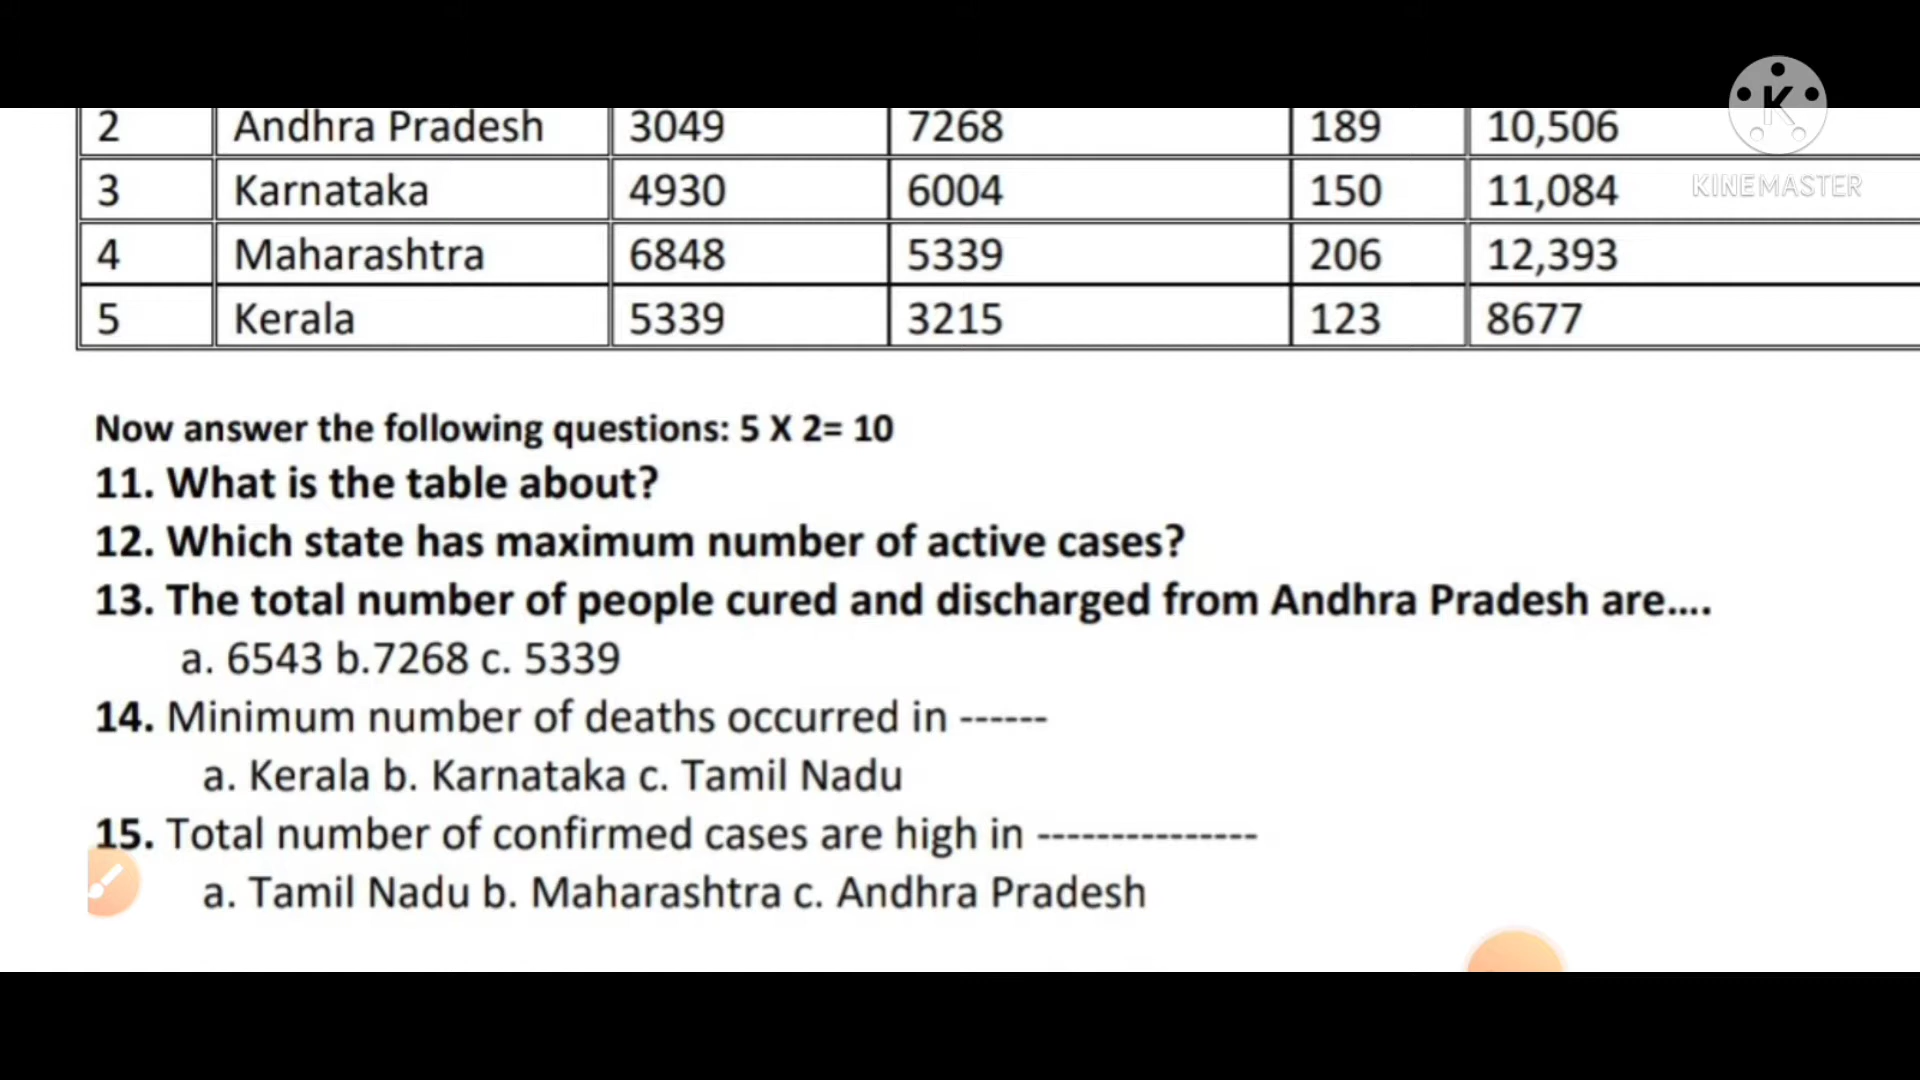 2 Andhra Pradesh 3049 7268 189 10,506
3 Karnataka 4930 6004 150 11,084
4 Maharashtra 6848 5339 206 12,393
5 Kerala 5339 3215 123 8677
K
KINEMASTER
Now answer the following questions: 5 X 2= 10
11. What is the table about?
12. Which state has maximum number of active cases?
13. The total number of people cured and discharged from Andhra Pradesh are....
a. 6543 b.7268 c. 5339
14. Minimum number of deaths occurred in ------
a. Kerala b. Karnataka c. Tamil Nadu
15. Total number of confirmed cases are high in ---------------
a. Tamil Nadu b. Maharashtra c. Andhra Pradesh